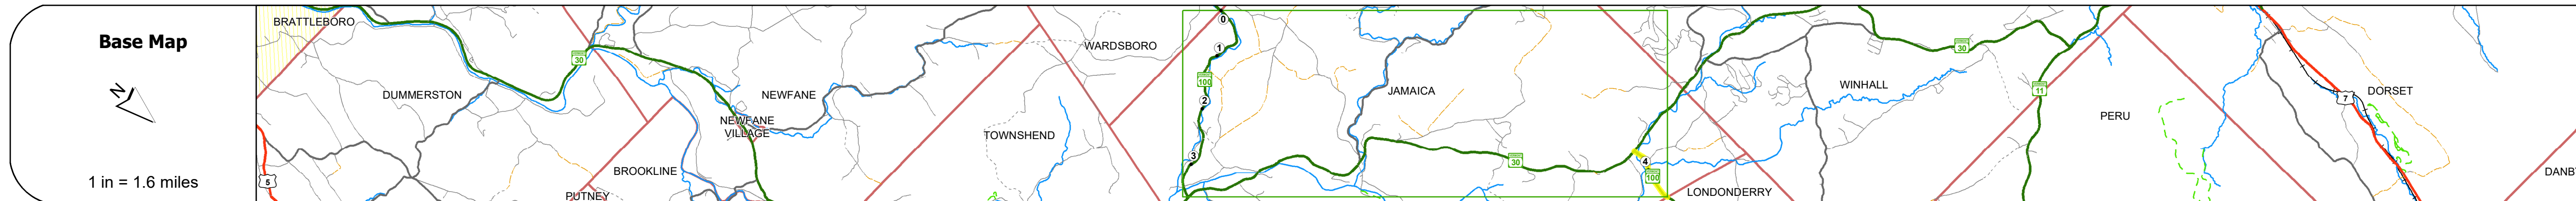 Base Map
N
1 in = 1.6 miles
BRATTLEBORO
DUMMERSTON
30
5
NEWFANE
NEWFANE
VILLAGE
BROOKLINE
PUTNEY
WARDSBORO
TOWNSHEND
0
1
100
2
3
JAMAICA
30
4
100
LONDONDERRY
WINHALL
30
11
PERU
7
DORSET
DANB